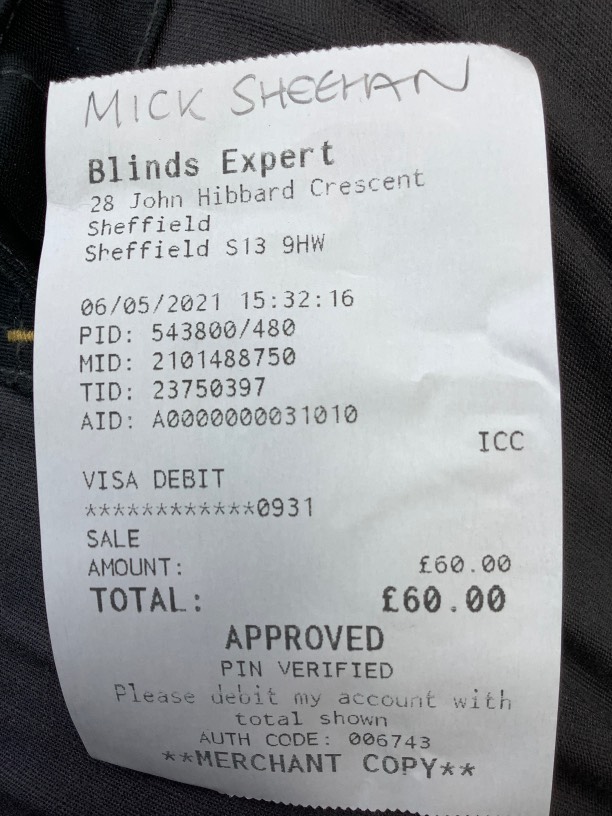 MICK SHEEHAN
Blinds Expert
28 John Hibbard Crescent
Sheffield
Sheffield S13 9HW
06/05/2021 15:32:16
PID: 543800/480
MID: 2101488750
TID: 23750397
AID: A0000000031010
ICC
VISA DEBIT
************0931
SALE
AMOUNT: £60.00
TOTAL: £60.00
APPROVED
PIN VERIFIED
Please debit my account with
total shown
AUTH CODE: 006743
**MERCHANT COPY**